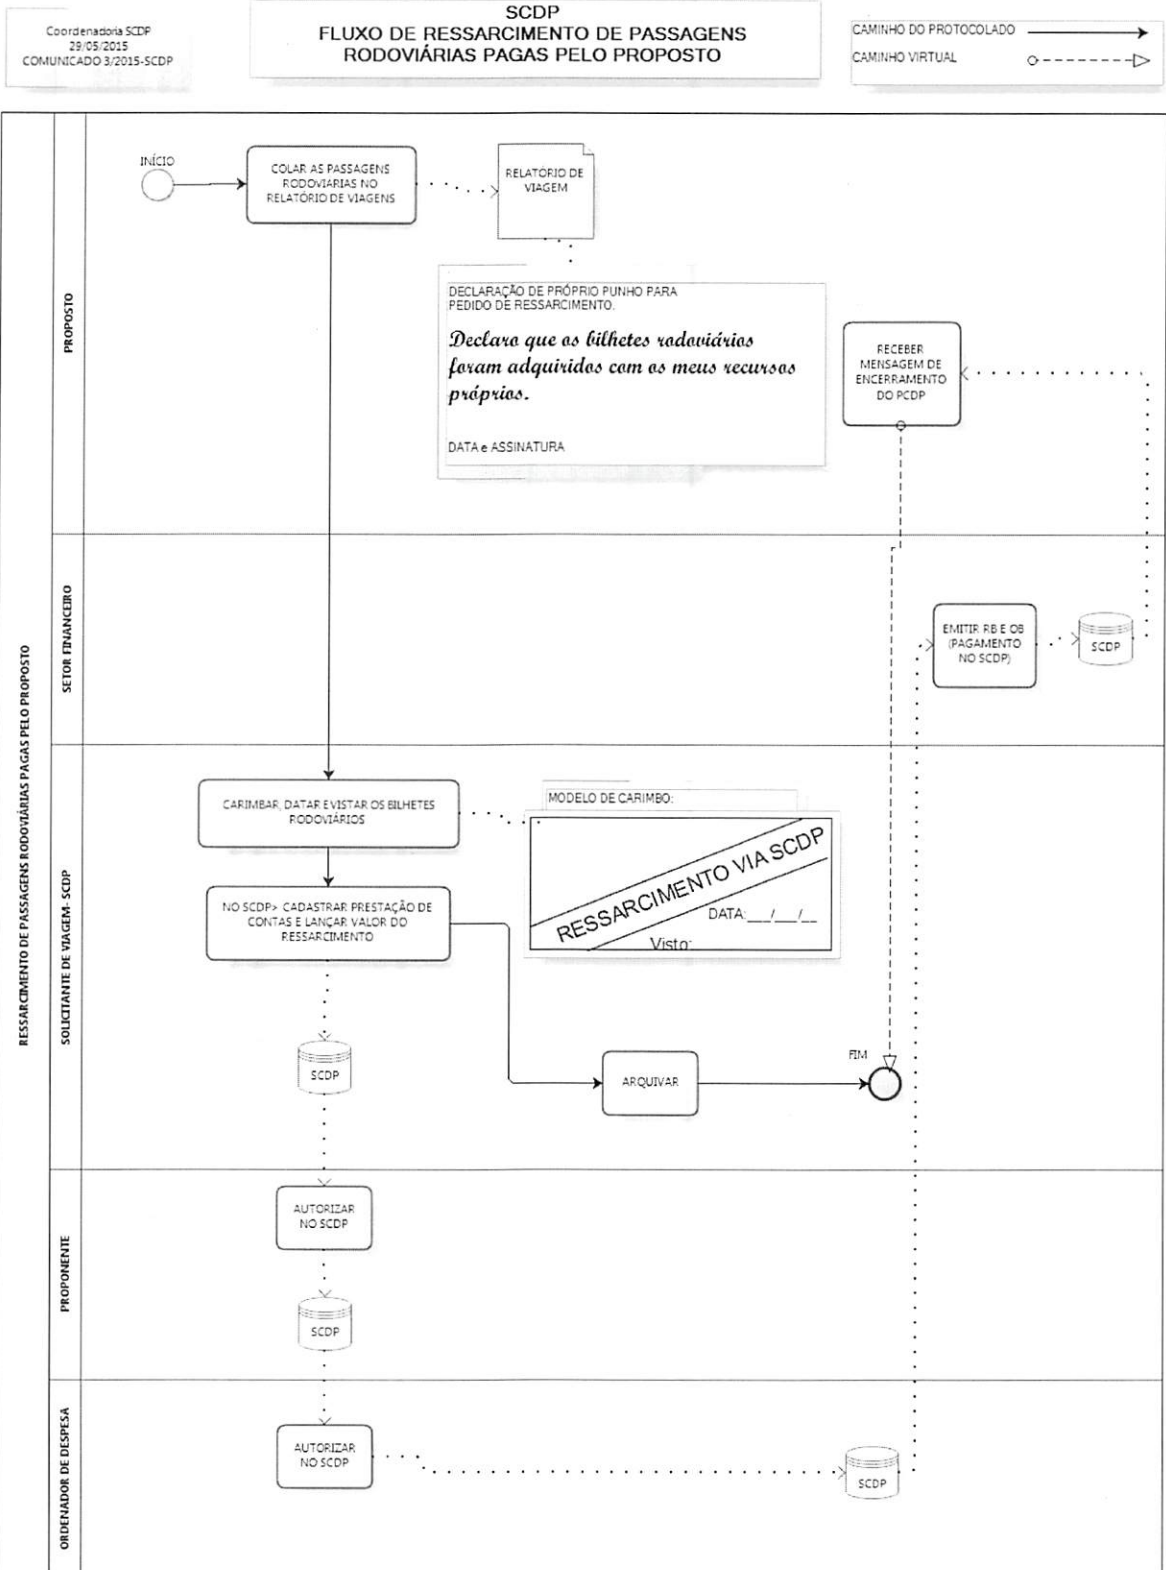 Coordenadoria SCDP
29/05/2015
COMUNICADO 3/2015-SCDP
SCDP
FLUXO DE RESSARCIMENTO DE PASSAGENS
RODOVIÁRIAS PAGAS PELO PROPOSTO
CAMINHO DO PROTOCOLADO
CAMINHO VIRTUAL
RESSARCIMENTO DE PASSAGENS RODOVIÁRIAS PAGAS PELO PROPOSTO
PROPOSTO
INÍCIO
COLAR AS PASSAGENS
RODOVIARIAS NO
RELATÓRIO DE VIAGENS
RELATÓRIO DE
VIAGEM
DECLARAÇÃO DE PRÓPRIO PUNHO PARA
PEDIDO DE RESSARCIMENTO.
Declaro que os bilhetes rodoviários
foram adquiridos com os meus recursos
próprios.
DATA e ASSINATURA
RECEBER
MENSAGEM DE
ENCERRAMENTO
DO PCDP
SETOR FINANCEIRO
EMITIR RB E OB
(PAGAMENTO
NO SCDP)
SCDP
SOLICITANTE DE VIAGEM- SCDP
CARIMBAR, DATAR E VISTAR OS BILHETES
RODOVIÁRIOS
MODELO DE CARIMBO:
RESSARCIMENTO VIA SCDP
DATA:___/___/__
Visto:
NO SCDP> CADASTRAR PRESTAÇÃO DE
CONTAS E LANÇAR VALOR DO
RESSARCIMENTO
SCDP
ARQUIVAR
FIM
PROPONENTE
AUTORIZAR
NO SCDP
SCDP
ORDENADOR DE DESPESA
AUTORIZAR
NO SCDP
SCDP